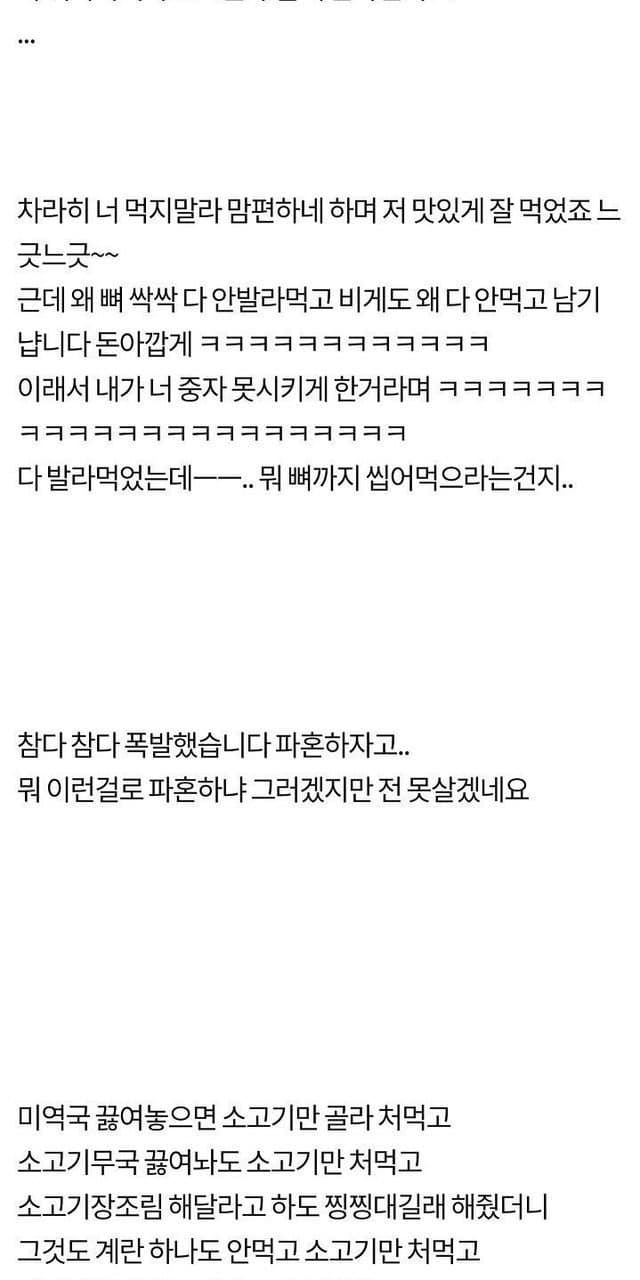 ...
차라히 너 먹지말라 맘편하네 하며 저 맛있게 잘 먹었죠 느
긋느긋~~
근데 왜 뼈 싹싹 다 안발라먹고 비게도 왜 다 안먹고 남기
냡니다 돈아깝게 ㅋㅋㅋㅋㅋㅋㅋㅋㅋㅋㅋㅋ
이래서 내가 너 중자 못시키게 한거라며 ㅋㅋㅋㅋㅋㅋㅋ
ㅋㅋㅋㅋㅋㅋㅋㅋㅋㅋㅋㅋㅋㅋㅋㅋ
다 발라먹었는데ㅡㅡ.. 뭐 뼈까지 씹어먹으라는건지..
참다 참다 폭발했습니다 파혼하자고..
뭐 이런걸로 파혼하냐 그러겠지만 전 못살겠네요
미역국 끓여놓으면 소고기만 골라 처먹고
소고기무국 끓여놔도 소고기만 처먹고
소고기장조림 해달라고 하도 찡찡대길래 해줬더니
그것도 계란 하나도 안먹고 소고기만 처먹고